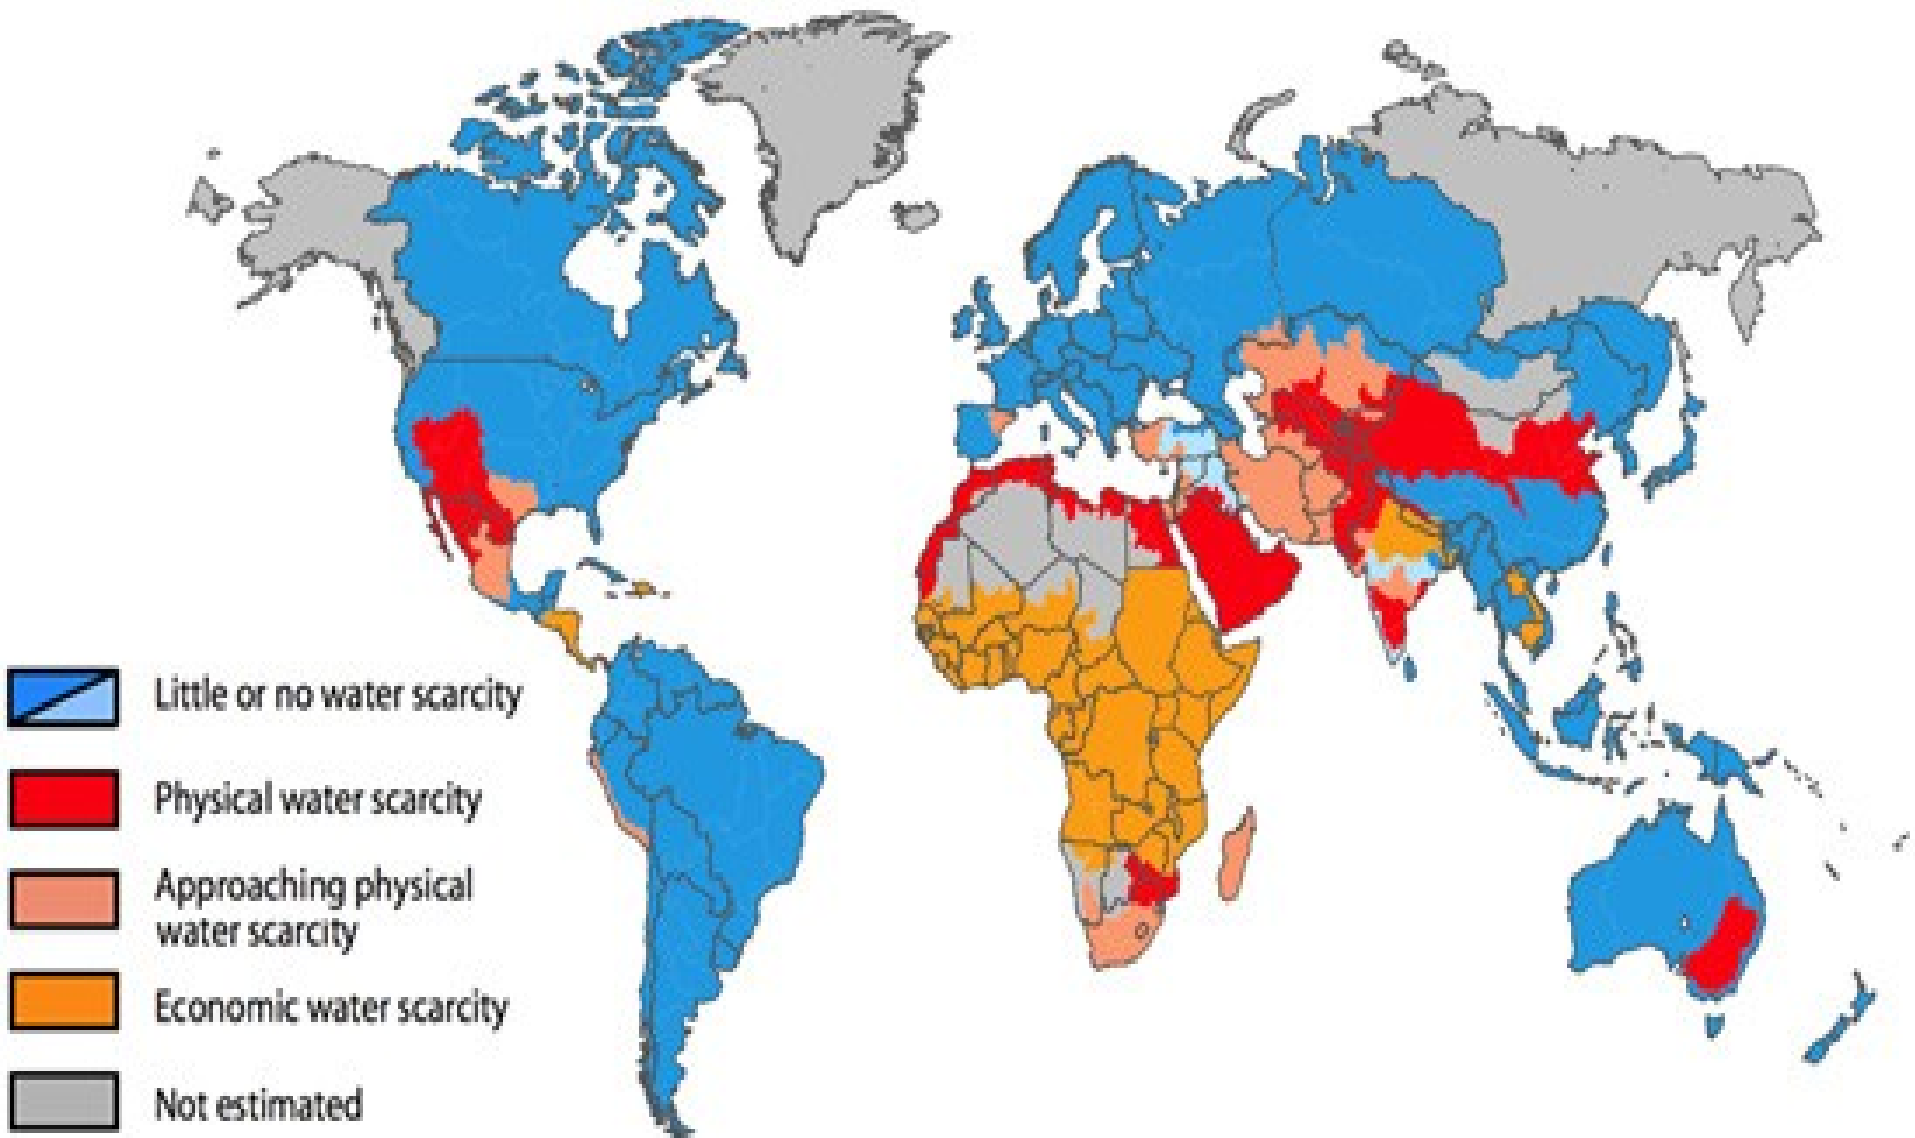 Little or no water scarcity
Physical water scarcity
Approaching physical
water scarcity
Economic water scarcity
Not estimated